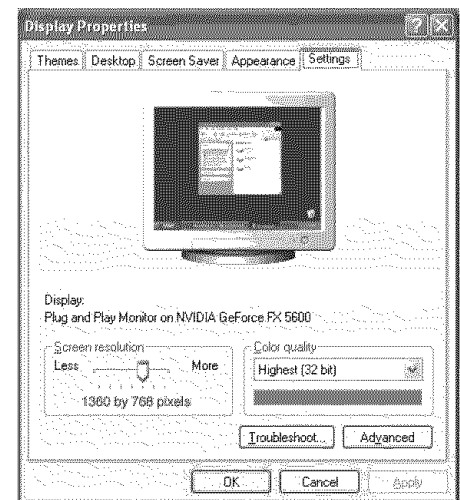 Display Properties
Themes Desktop Screen Saver Appearance Settings
Display:
Plug and Play Monitor on NVIDIA GeForce FX 5600
Screen resolution
Less More
1360 by 768 pixels
Color quality
Highest (32 bit)
Troubleshoot... Advanced
OK Cancel Apply